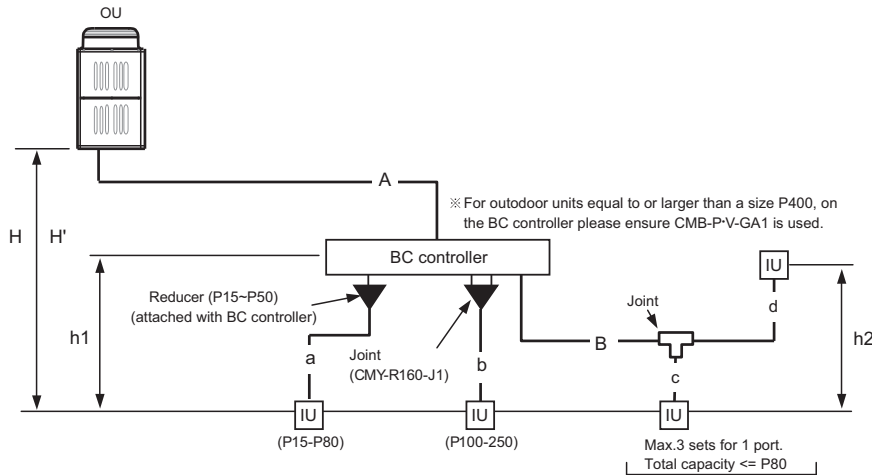 OU
A
※For outodoor units equal to or larger than a size P400, on
the BC controller please ensure CMB-P•V-GA1 is used.
H
H'
BC controller
IU
Reducer (P15~P50)
(attached with BC controller)
Joint
d
h1
h2
Joint
(CMY-R160-J1)
B
a
b
c
IU
IU
IU
(P15-P80)
(P100-250)
Max.3 sets for 1 port.
Total capacity <= P80